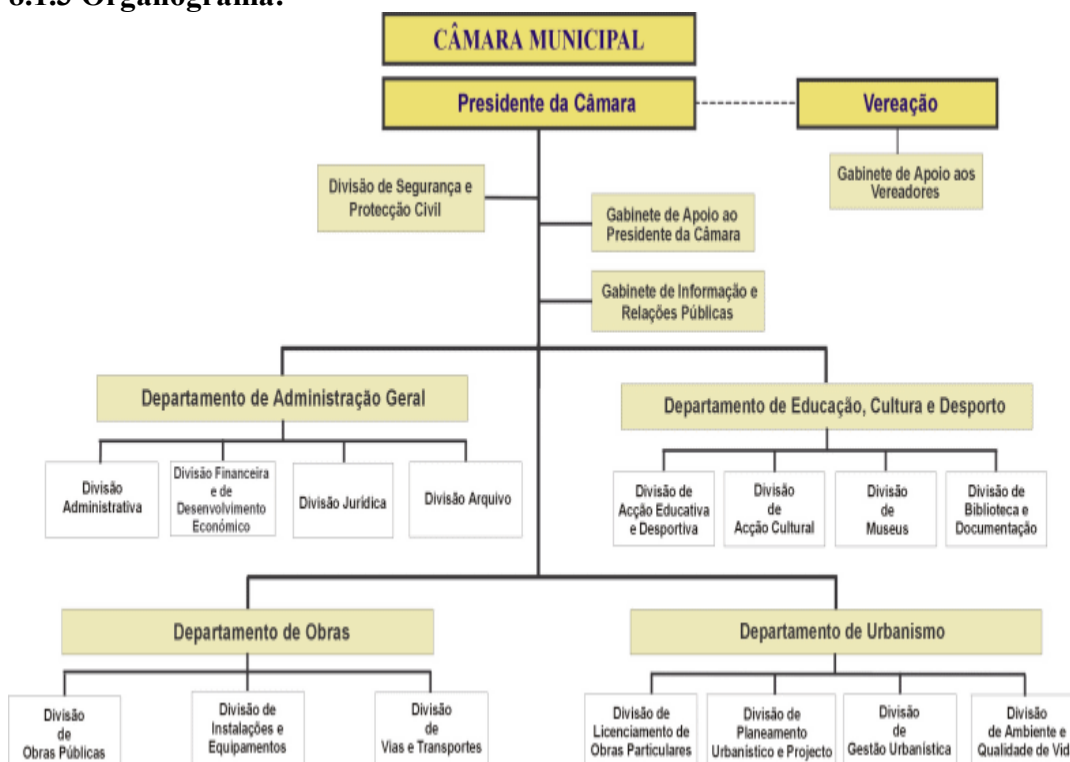 Organograma:
CÂMARA MUNICIPAL
Presidente da Câmara
Vereação
Gabinete de Apoio aos
Vereadores
Divisão de Segurança e
Protecção Civil
Gabinete de Apoio ao
Presidente da Câmara
Gabinete de Informação e
Relações Públicas
Departamento de Administração Geral
Departamento de Educação, Cultura e Desporto
Divisão
Administrativa
Divisão Financeira
e de
Desenvolvimento
Económico
Divisão Jurídica
Divisão Arquivo
Divisão de
Acção Educativa
e Desportiva
Divisão
de
Acção Cultural
Divisão
de
Museus
Divisão de
Biblioteca e
Documentação
Departamento de Obras
Departamento de Urbanismo
Divisão
de
Obras Públicas
Divisão de
Instalações e
Equipamentos
Divisão
de
Vias e Transportes
Divisão de
Licenciamento de
Obras Particulares
Divisão de
Planeamento
Urbanístico e Projecto
Divisão
de
Gestão Urbanística
Divisão
de Ambiente e
Qualidade de Vid